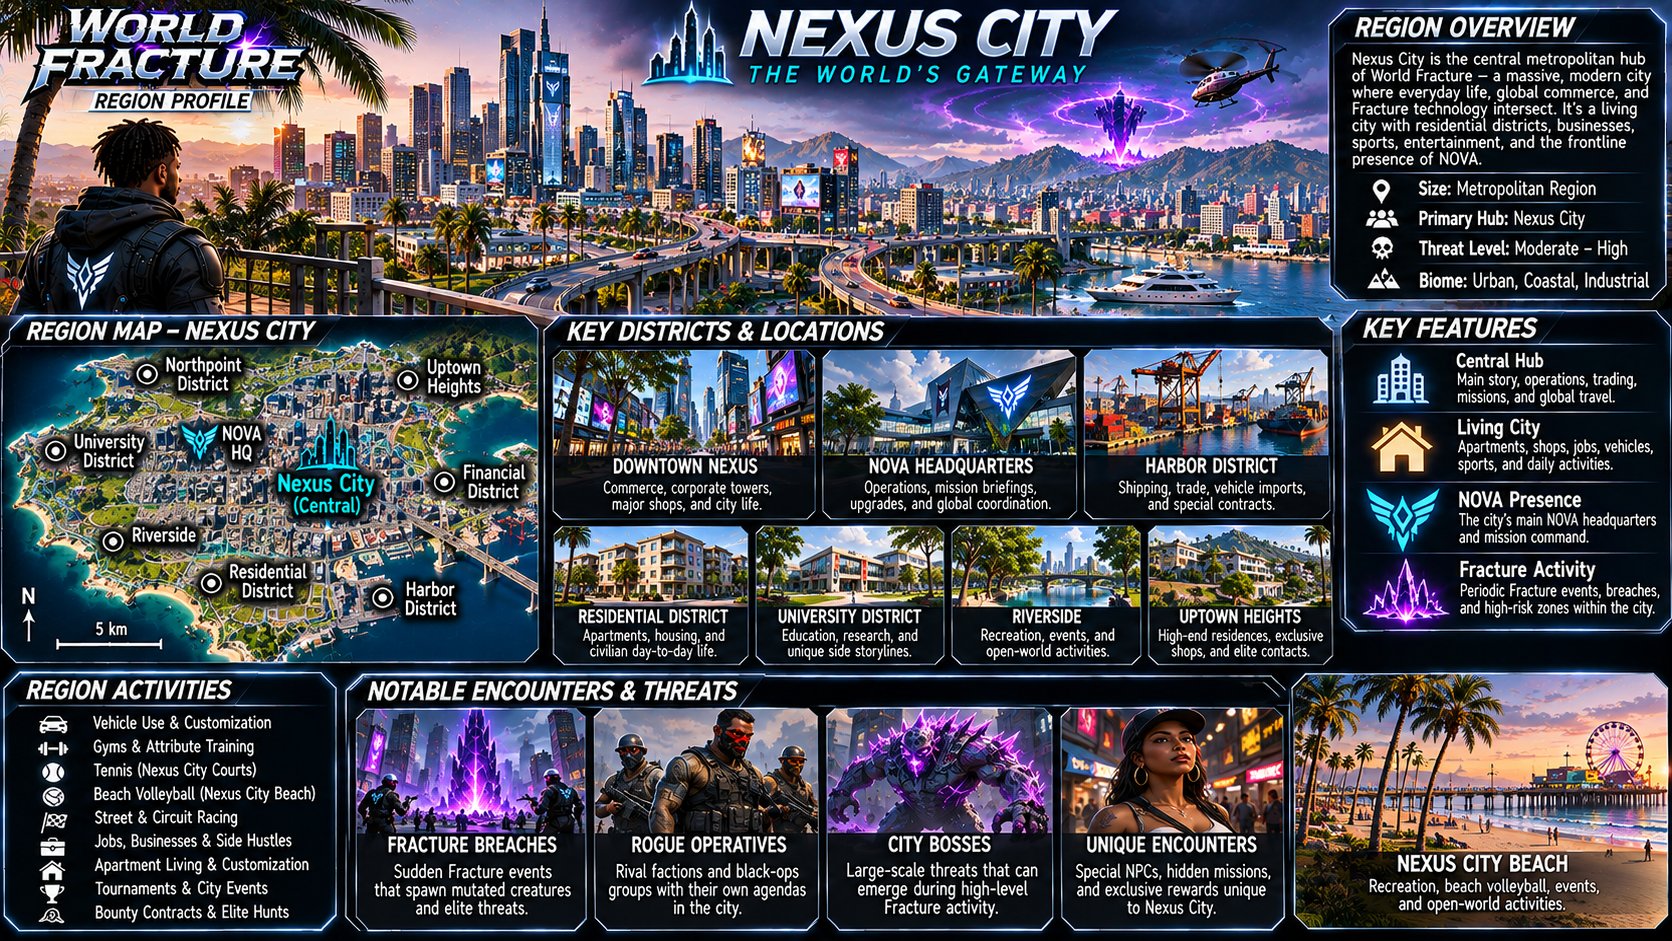 WORLD
FRACTURE
REGION PROFILE
NEXUS CITY
THE WORLD'S GATEWAY
REGION OVERVIEW
Nexus City is the central metropolitan hub
of World Fracture – a massive, modern city
where everyday life, global commerce, and
Fracture technology intersect. It's a living
city with residential districts, businesses,
sports, entertainment, and the frontline
presence of NOVA.
Size: Metropolitan Region
Primary Hub: Nexus City
Threat Level: Moderate – High
Biome: Urban, Coastal, Industrial
REGION MAP – NEXUS CITY
Northpoint
District
Uptown
Heights
University
District
NOVA
HQ
Nexus City
(Central)
Financial
District
Riverside
Residential
District
Harbor
District
N
5 km
KEY DISTRICTS & LOCATIONS
DOWNTOWN NEXUS
Commerce, corporate towers,
major shops, and city life.
NOVA HEADQUARTERS
Operations, mission briefings,
upgrades, and global coordination.
HARBOR DISTRICT
Shipping, trade, vehicle imports,
and special contracts.
RESIDENTIAL DISTRICT
Apartments, housing, and
civilian day-to-day life.
UNIVERSITY DISTRICT
Education, research, and
unique side storylines.
RIVERSIDE
Recreation, events, and
open-world activities.
UPTOWN HEIGHTS
High-end residences, exclusive
shops, and elite contacts.
KEY FEATURES
Central Hub
Main story, operations, trading,
missions, and global travel.
Living City
Apartments, shops, jobs, vehicles,
sports, and daily activities.
NOVA Presence
The city's main NOVA headquarters
and mission command.
Fracture Activity
Periodic Fracture events, breaches,
and high-risk zones within the city.
REGION ACTIVITIES
Vehicle Use & Customization
Gyms & Attribute Training
Tennis (Nexus City Courts)
Beach Volleyball (Nexus City Beach)
Street & Circuit Racing
Jobs, Businesses & Side Hustles
Apartment Living & Customization
Tournaments & City Events
Bounty Contracts & Elite Hunts
NOTABLE ENCOUNTERS & THREATS
FRACTURE BREACHES
Sudden Fracture events
that spawn mutated creatures
and elite threats.
ROGUE OPERATIVES
Rival factions and black-ops
groups with their own agendas
in the city.
CITY BOSSES
Large-scale threats that can
emerge during high-level
Fracture activity.
UNIQUE ENCOUNTERS
Special NPCs, hidden missions,
and exclusive rewards unique
to Nexus City.
NEXUS CITY BEACH
Recreation, beach volleyball, events,
and open-world activities.